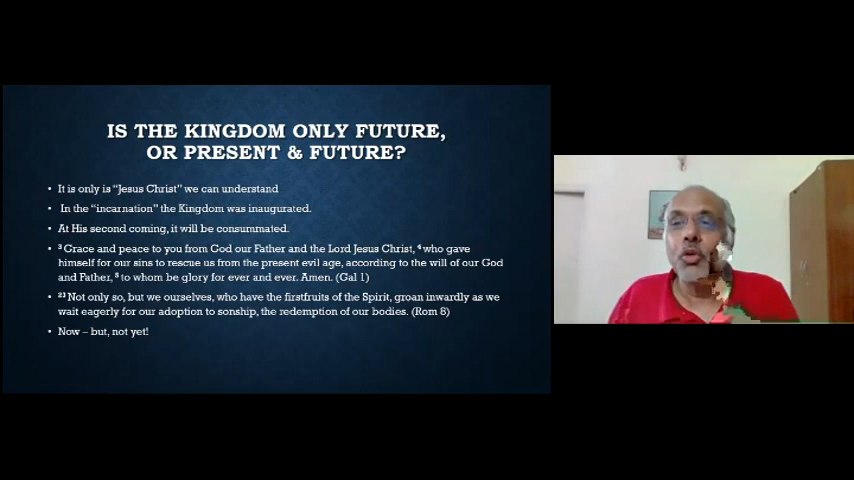 IS THE KINGDOM ONLY FUTURE,
OR PRESENT & FUTURE?
• It is only is "Jesus Christ" we can understand
• In the "incarnation" the Kingdom was inaugurated.
• At His second coming, it will be consummated.
• ³ Grace and peace to you from God our Father and the Lord Jesus Christ, ⁴ who gave
himself for our sins to rescue us from the present evil age, according to the will of our God
and Father, ⁵ to whom be glory for ever and ever. Amen. (Gal 1)
• ²³ Not only so, but we ourselves, who have the firstfruits of the Spirit, groan inwardly as we
wait eagerly for our adoption to sonship, the redemption of our bodies. (Rom 8)
• Now – but, not yet!